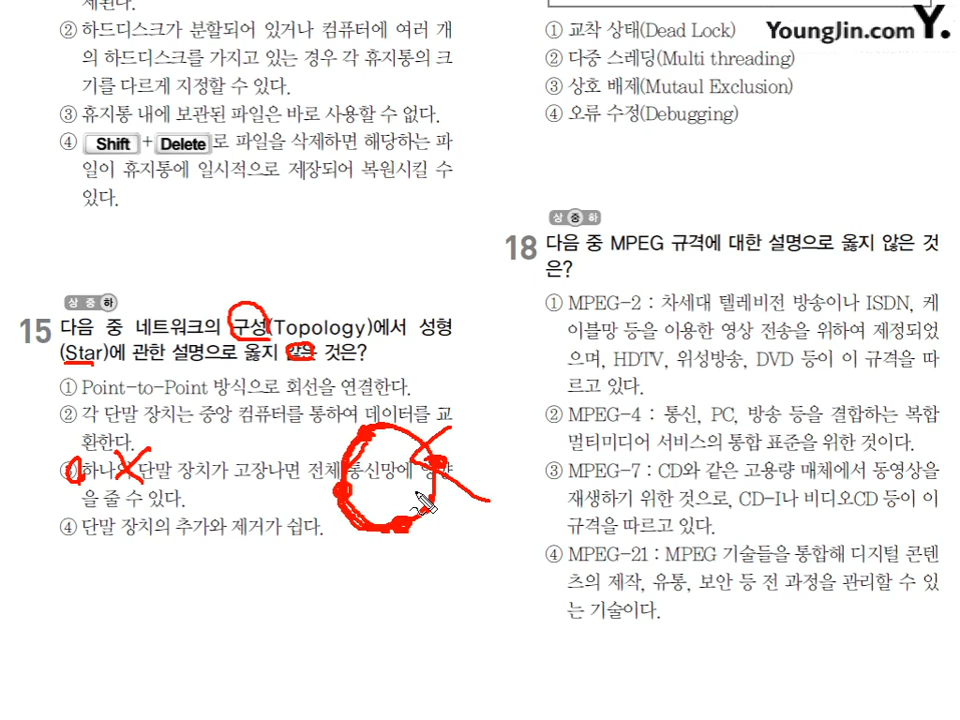 제된다.
② 하드디스크가 분할되어 있거나 컴퓨터에 여러 개
의 하드디스크를 가지고 있는 경우 각 휴지통의 크
기를 다르게 지정할 수 있다.
③ 휴지통 내에 보관된 파일은 바로 사용할 수 없다.
④ Shift + Delete 로 파일을 삭제하면 해당하는 파
일이 휴지통에 일시적으로 저장되어 복원시킬 수
있다.
상 중 하
15 다음 중 네트워크의 구성(Topology)에서 성형
(Star)에 관한 설명으로 옳지 않은 것은?
① Point-to-Point 방식으로 회선을 연결한다.
② 각 단말 장치는 중앙 컴퓨터를 통하여 데이터를 교
환한다.
③ 하나의 단말 장치가 고장나면 전체 통신망에 영향
을 줄 수 있다.
④ 단말 장치의 추가와 제거가 쉽다.
YoungJin.com Y.
① 교착 상태(Dead Lock)
② 다중 스레딩(Multi threading)
③ 상호 배제(Mutaul Exclusion)
④ 오류 수정(Debugging)
상 중 하
18 다음 중 MPEG 규격에 대한 설명으로 옳지 않은 것
은?
① MPEG-2 : 차세대 텔레비전 방송이나 ISDN, 케
이블망 등을 이용한 영상 전송을 위하여 제정되었
으며, HDTV, 위성방송, DVD 등이 이 규격을 따
르고 있다.
② MPEG-4 : 통신, PC, 방송 등을 결합하는 복합
멀티미디어 서비스의 통합 표준을 위한 것이다.
③ MPEG-7 : CD와 같은 고용량 매체에서 동영상을
재생하기 위한 것으로, CD-I나 비디오CD 등이 이
규격을 따르고 있다.
④ MPEG-21 : MPEG 기술들을 통합해 디지털 콘텐
츠의 제작, 유통, 보안 등 전 과정을 관리할 수 있
는 기술이다.